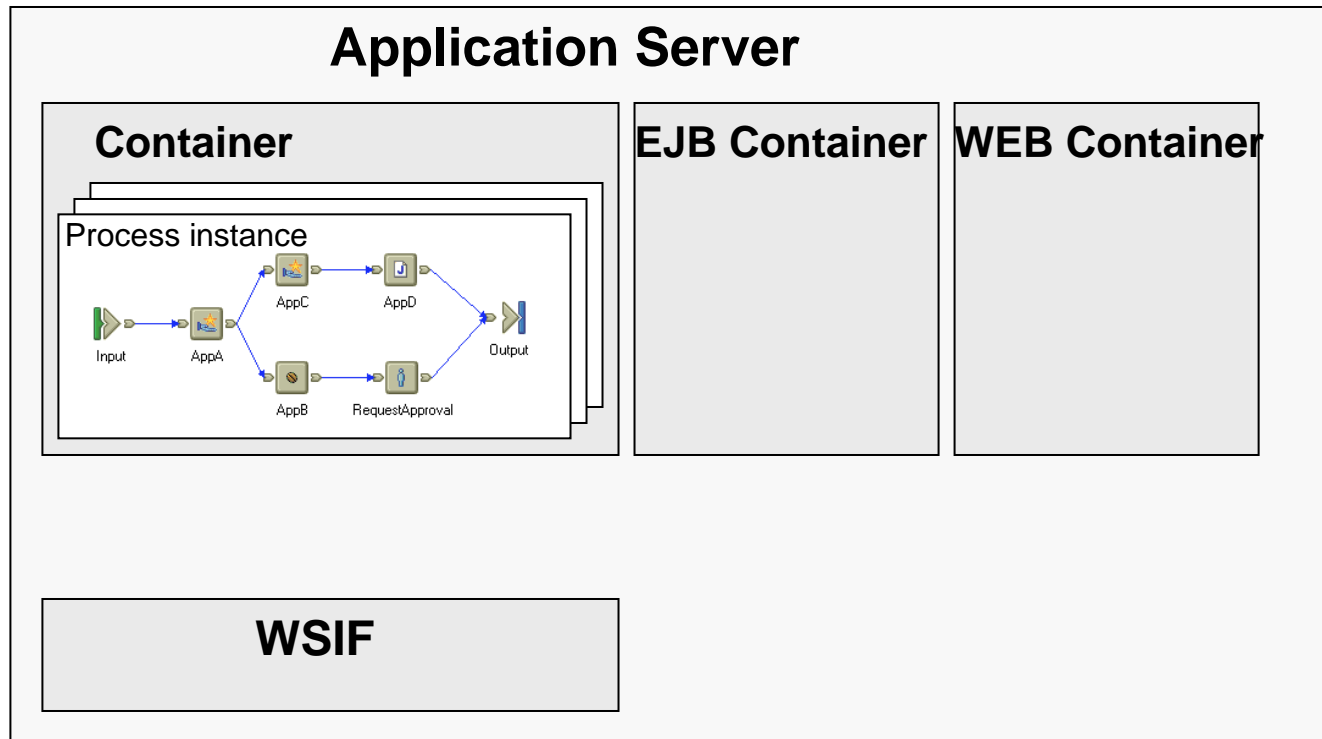 Application Server
Container
EJB Container
WEB Container
Process instance
AppC
AppD
Input
AppA
Output
AppB
RequestApproval
J
WSIF